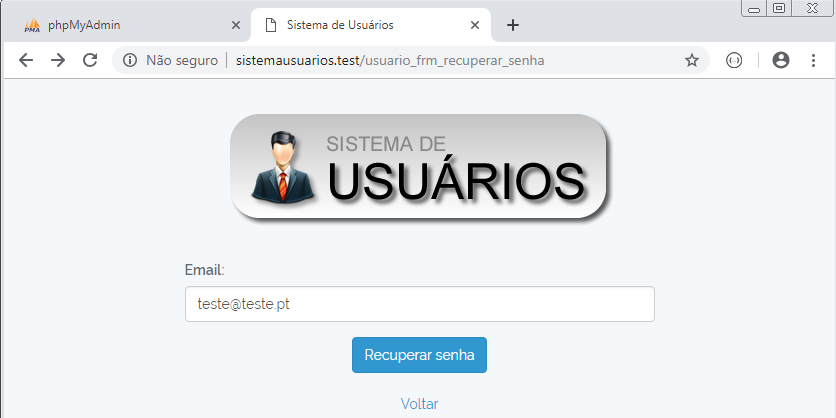 phpMyAdmin
Sistema de Usuários
Não seguro | sistemausuarios.test/usuario_frm_recuperar_senha
SISTEMA DE
USUÁRIOS
Email:
teste@teste.pt
Recuperar senha
Voltar